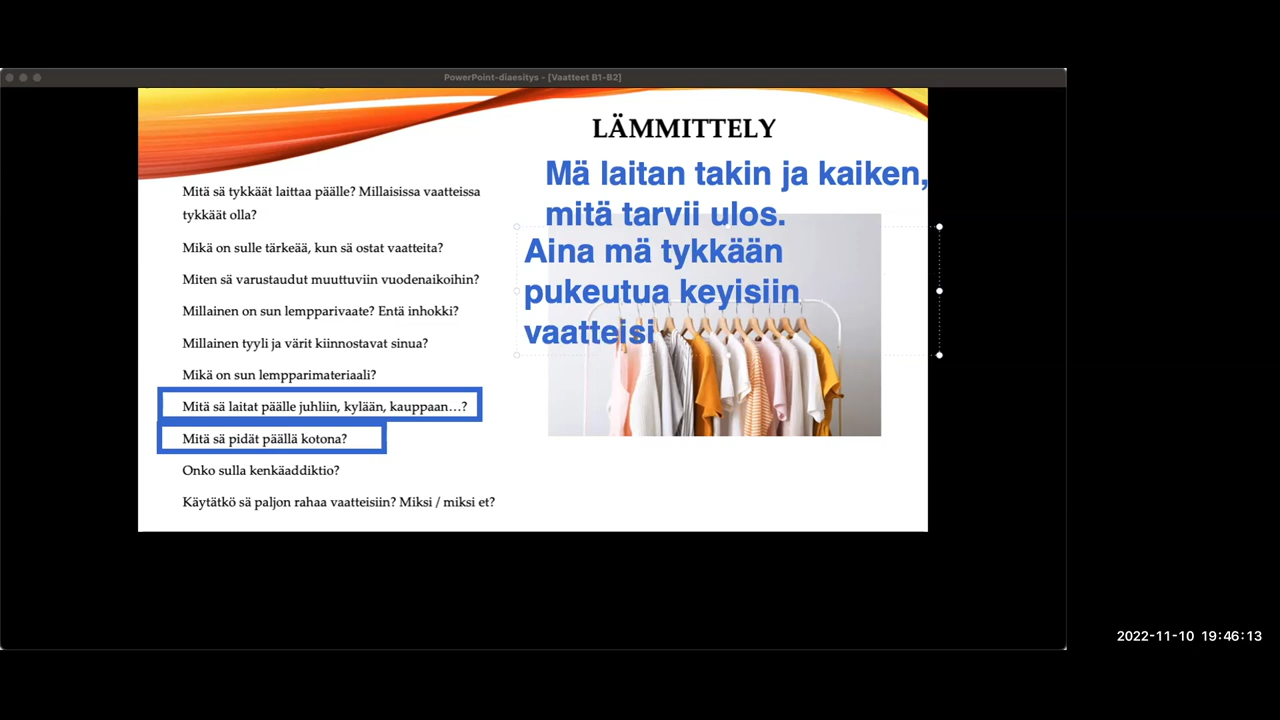 PowerPoint-diaesitys - [Vaatteet B1-B2]
LÄMMITTELY
Mitä sä tykkäät laittaa päälle? Millaisissa vaatteissa
tykkäät olla?
Mikä on sulle tärkeää, kun sä ostat vaatteita?
Miten sä varustaudut muuttuviin vuodenaikoihin?
Millainen on sun lempparivaate? Entä inhokki?
Millainen tyyli ja värit kiinnostavat sinua?
Mikä on sun lempparimateriaali?
Mitä sä laitat päälle juhliin, kylään, kauppaan…?
Mitä sä pidät päällä kotona?
Onko sulla kenkäaddiktio?
Käytätkö sä paljon rahaa vaatteisiin? Miksi / miksi et?
Mä laitan takin ja kaiken,
mitä tarvii ulos.
Aina mä tykkään
pukeutua keyisiin
vaatteisi
2022-11-10 19:46:13